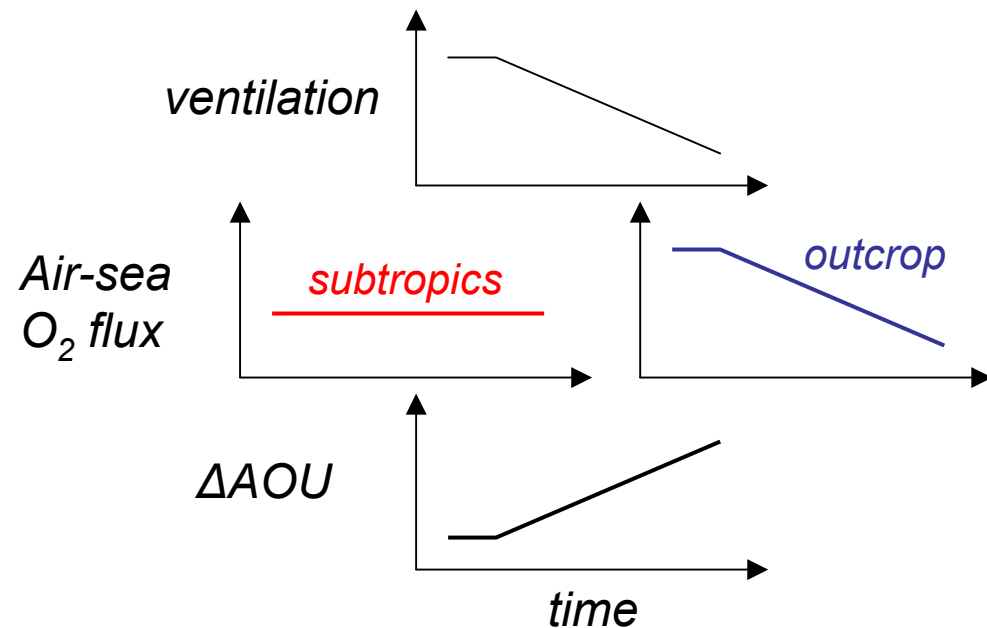 ventilation
Air-sea
O₂ flux
subtropics
outcrop
ΔAOU
time